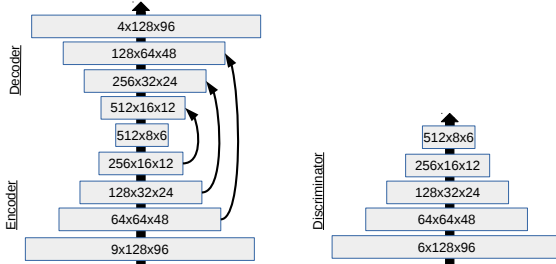 Decoder
4x128x96
128x64x48
256x32x24
512x16x12
512x8x6
256x16x12
128x32x24
64x64x48
9x128x96
Encoder
Discriminator
512x8x6
256x16x12
128x32x24
64x64x48
6x128x96